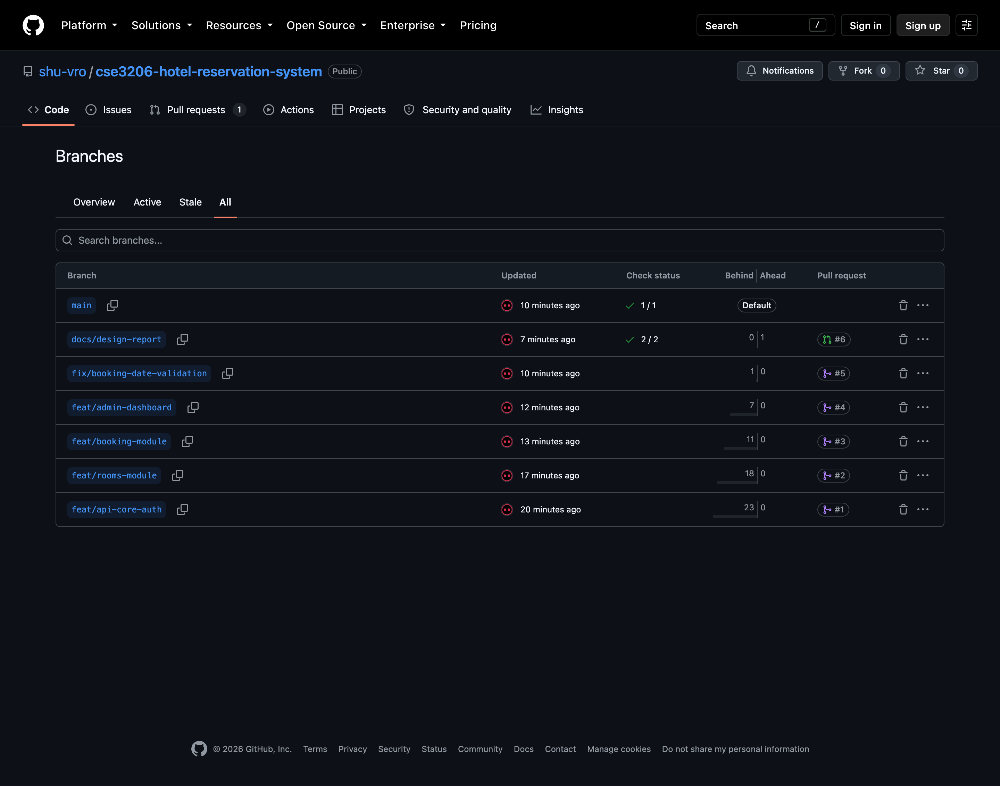 Platform Solutions Resources Open Source Enterprise Pricing Search / Sign in Sign up
shu-vro/cse3206-hotel-reservation-system Public Notifications Fork 0 Star 0
Code Issues Pull requests 1 Actions Projects Security and quality Insights
Branches
Overview Active Stale All
Search branches...
Branch Updated Check status Behind Ahead Pull request
main 10 minutes ago 1 / 1 Default
docs/design-report 7 minutes ago 2 / 2 0 1 #6
fix/booking-date-validation 10 minutes ago 1 0 #5
feat/admin-dashboard 12 minutes ago 7 0 #4
feat/booking-module 13 minutes ago 11 0 #3
feat/rooms-module 17 minutes ago 18 0 #2
feat/api-core-auth 20 minutes ago 23 0 #1
© 2026 GitHub, Inc. Terms Privacy Security Status Community Docs Contact Manage cookies Do not share my personal information